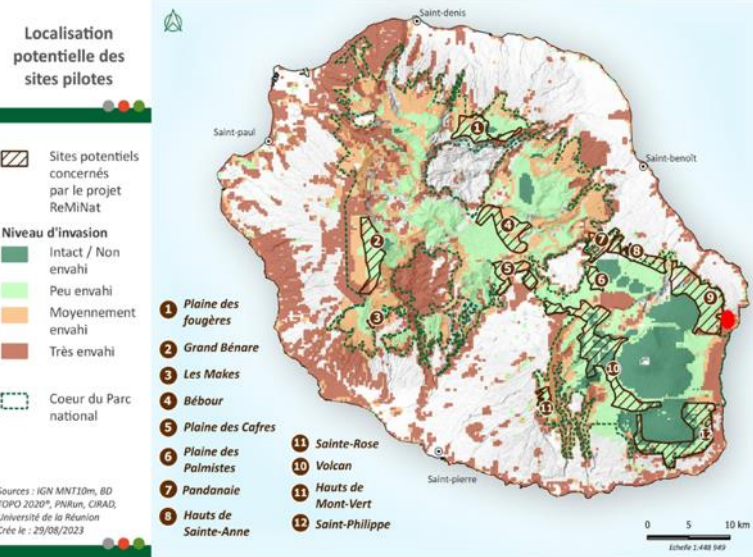 Localisation
potentielle des
sites pilotes
Sites potentiels
concernés
par le projet
ReMiNat
Niveau d'invasion
Intact / Non
envahi
Peu envahi
Moyennement
envahi
Très envahi
Coeur du Parc
national
Sources : IGN MNT10m, BD
TOPO 2020®, PNRun, CIRAD,
Université de la Réunion
Crée le : 29/08/2023
Saint-denis
Saint-paul
Saint-benoît
Saint-pierre
1
2
3
4
5
6
7
8
9
10
11
12
1 Plaine des
fougères
2 Grand Bénare
3 Les Makes
4 Bébour
5 Plaine des Cafres
6 Plaine des
Palmistes
7 Pandanaie
8 Hauts de
Sainte-Anne
11 Sainte-Rose
10 Volcan
11 Hauts de
Mont-Vert
12 Saint-Philippe
0 5 10 km
Echelle 1:448 949